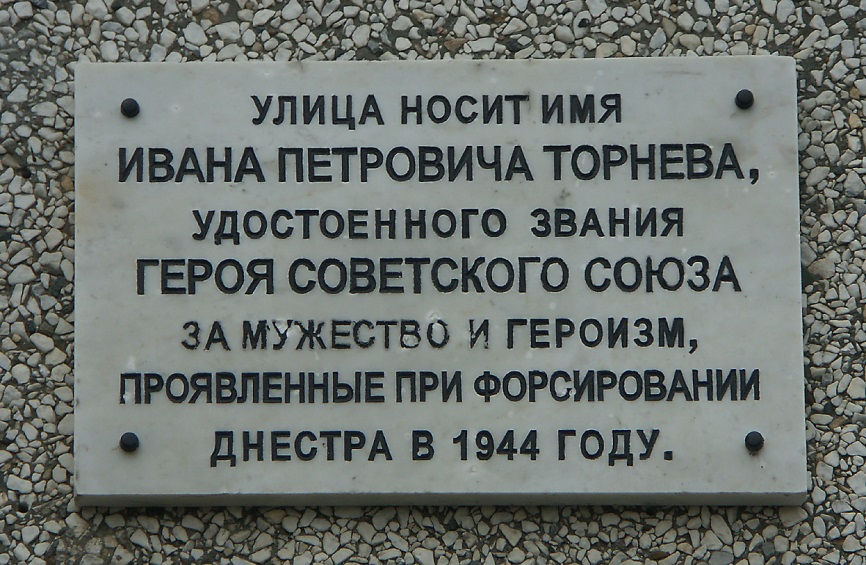 УЛИЦА НОСИТ ИМЯ
ИВАНА ПЕТРОВИЧА ТОРНЕВА,
УДОСТОЕННОГО ЗВАНИЯ
ГЕРОЯ СОВЕТСКОГО СОЮЗА
ЗА МУЖЕСТВО И ГЕРОИЗМ,
ПРОЯВЛЕННЫЕ ПРИ ФОРСИРОВАНИИ
ДНЕСТРА В 1944 ГОДУ.